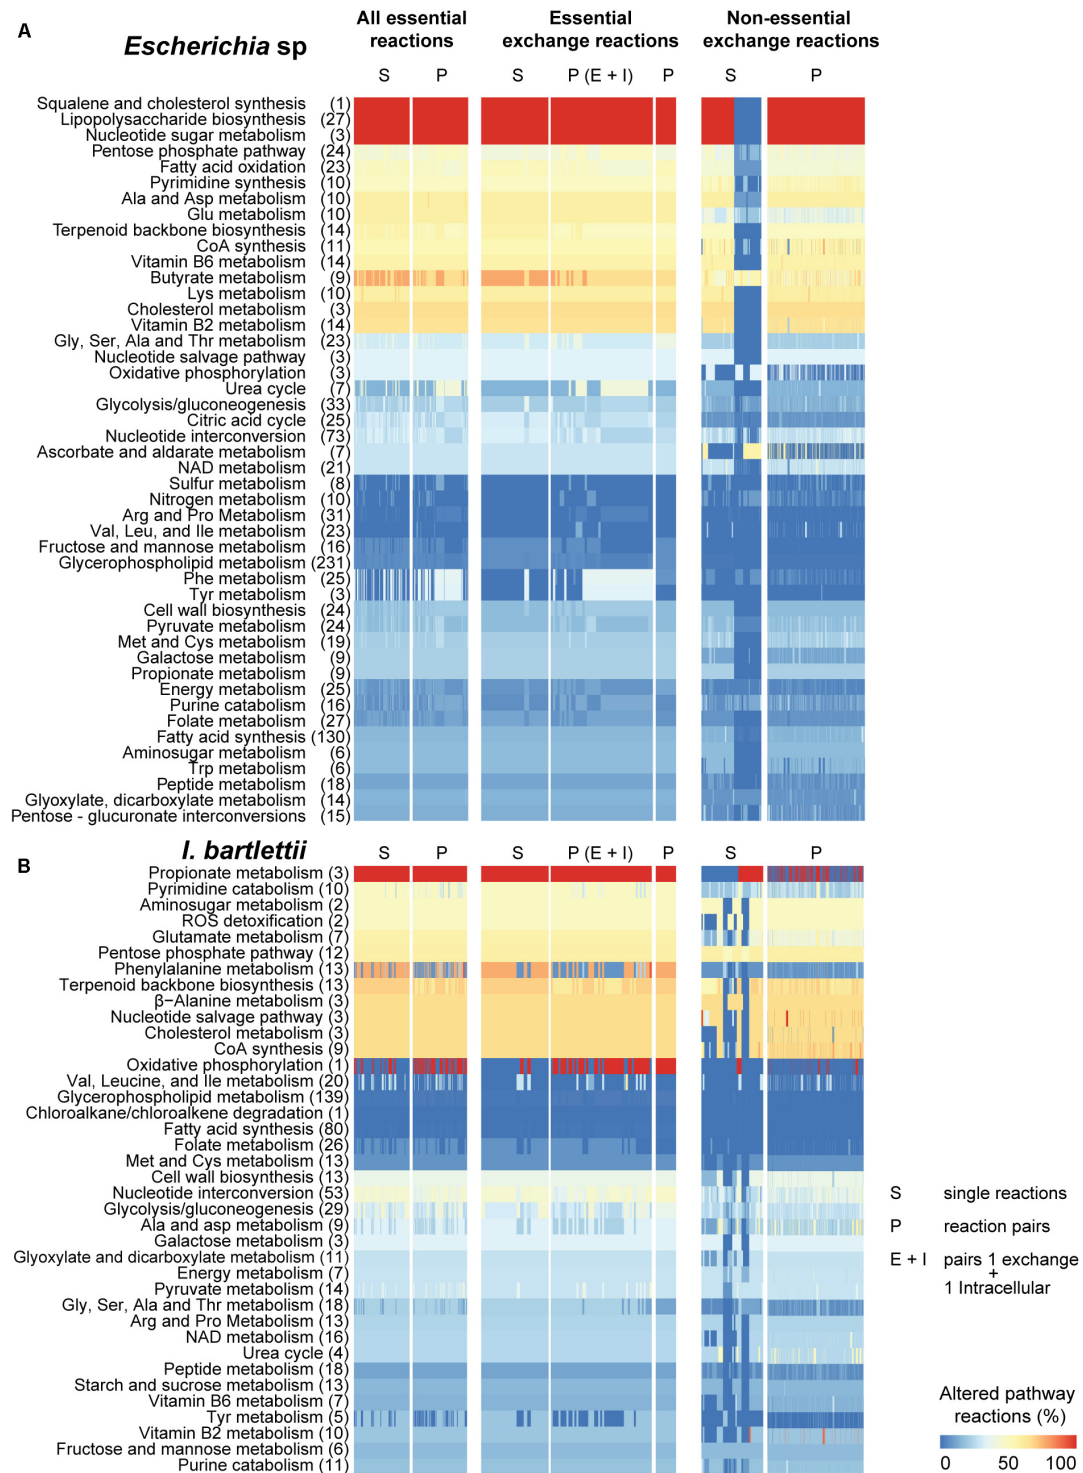 A
Escherichia sp
All essential
reactions
Essential
exchange reactions
Non-essential
exchange reactions
S P S P (E + I) P S P
Squalene and cholesterol synthesis (1)
Lipopolysaccharide biosynthesis (27)
Nucleotide sugar metabolism (3)
Pentose phosphate pathway (24)
Fatty acid oxidation (23)
Pyrimidine synthesis (10)
Ala and Asp metabolism (10)
Glu metabolism (10)
Terpenoid backbone biosynthesis (14)
CoA synthesis (11)
Vitamin B6 metabolism (14)
Butyrate metabolism (9)
Lys metabolism (10)
Cholesterol metabolism (3)
Vitamin B2 metabolism (14)
Gly, Ser, Ala and Thr metabolism (23)
Nucleotide salvage pathway (3)
Oxidative phosphorylation (3)
Urea cycle (7)
Glycolysis/gluconeogenesis (33)
Citric acid cycle (25)
Nucleotide interconversion (73)
Ascorbate and aldarate metabolism (7)
NAD metabolism (21)
Sulfur metabolism (8)
Nitrogen metabolism (10)
Arg and Pro Metabolism (31)
Val, Leu, and Ile metabolism (23)
Fructose and mannose metabolism (16)
Glycerophospholipid metabolism (231)
Phe metabolism (25)
Tyr metabolism (3)
Cell wall biosynthesis (24)
Pyruvate metabolism (24)
Met and Cys metabolism (19)
Galactose metabolism (9)
Propionate metabolism (9)
Energy metabolism (25)
Purine catabolism (16)
Folate metabolism (27)
Fatty acid synthesis (130)
Aminosugar metabolism (6)
Trp metabolism (6)
Peptide metabolism (18)
Glyoxylate, dicarboxylate metabolism (14)
Pentose - glucuronate interconversions (15)
B
I. bartlettii
S P S P (E + I) P S P
Propionate metabolism (3)
Pyrimidine catabolism (10)
Aminosugar metabolism (2)
ROS detoxification (2)
Glutamate metabolism (7)
Pentose phosphate pathway (12)
Phenylalanine metabolism (13)
Terpenoid backbone biosynthesis (13)
β−Alanine metabolism (3)
Nucleotide salvage pathway (3)
Cholesterol metabolism (3)
CoA synthesis (9)
Oxidative phosphorylation (1)
Val, Leucine, and Ile metabolism (20)
Glycerophospholipid metabolism (139)
Chloroalkane/chloroalkene degradation (1)
Fatty acid synthesis (80)
Folate metabolism (26)
Met and Cys metabolism (13)
Cell wall biosynthesis (13)
Nucleotide interconversion (53)
Glycolysis/gluconeogenesis (29)
Ala and asp metabolism (9)
Galactose metabolism (3)
Glyoxylate and dicarboxylate metabolism (11)
Energy metabolism (7)
Pyruvate metabolism (14)
Gly, Ser, Ala and Thr metabolism (18)
Arg and Pro Metabolism (13)
NAD metabolism (16)
Urea cycle (4)
Peptide metabolism (18)
Starch and sucrose metabolism (13)
Vitamin B6 metabolism (7)
Tyr metabolism (5)
Vitamin B2 metabolism (10)
Fructose and mannose metabolism (6)
Purine catabolism (11)
S single reactions
P reaction pairs
E + I pairs 1 exchange
+
1 Intracellular
Altered pathway
reactions (%)
0 50 100